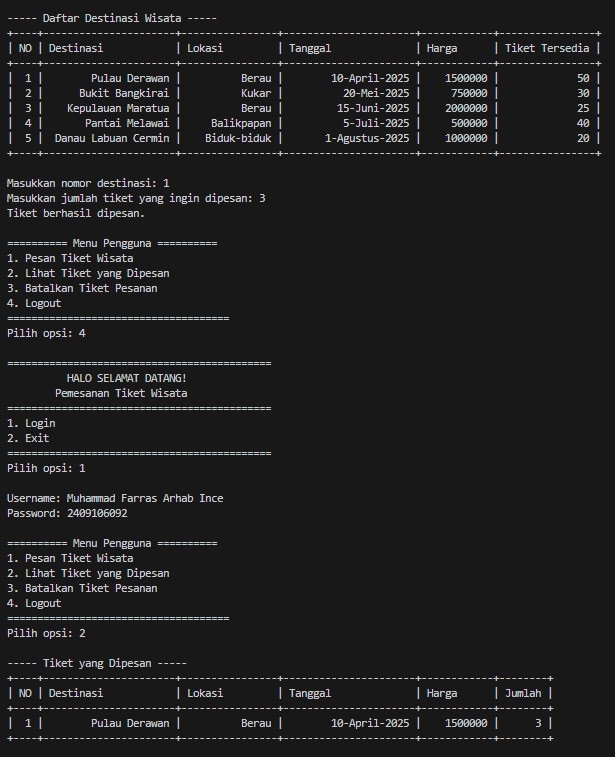 ----- Daftar Destinasi Wisata -----
+----+----------------------+----------------+----------------------+------------+----------------+
| NO | Destinasi | Lokasi | Tanggal | Harga | Tiket Tersedia |
+----+----------------------+----------------+----------------------+------------+----------------+
| 1 | Pulau Derawan | Berau | 10-April-2025 | 1500000 | 50 |
| 2 | Bukit Bangkirai | Kukar | 20-Mei-2025 | 750000 | 30 |
| 3 | Kepulauan Maratua | Berau | 15-Juni-2025 | 2000000 | 25 |
| 4 | Pantai Melawai | Balikpapan | 5-Juli-2025 | 500000 | 40 |
| 5 | Danau Labuan Cermin | Biduk-biduk | 1-Agustus-2025 | 1000000 | 20 |
+----+----------------------+----------------+----------------------+------------+----------------+
Masukkan nomor destinasi: 1
Masukkan jumlah tiket yang ingin dipesan: 3
Tiket berhasil dipesan.
========== Menu Pengguna ==========
1. Pesan Tiket Wisata
2. Lihat Tiket yang Dipesan
3. Batalkan Tiket Pesanan
4. Logout
=====================================
Pilih opsi: 4
============================================
HALO SELAMAT DATANG!
Pemesanan Tiket Wisata
============================================
1. Login
2. Exit
============================================
Pilih opsi: 1
Username: Muhammad Farras Arhab Ince
Password: 2409106092
========== Menu Pengguna ==========
1. Pesan Tiket Wisata
2. Lihat Tiket yang Dipesan
3. Batalkan Tiket Pesanan
4. Logout
=====================================
Pilih opsi: 2
----- Tiket yang Dipesan -----
+----+----------------------+----------------+----------------------+------------+--------+
| NO | Destinasi | Lokasi | Tanggal | Harga | Jumlah |
+----+----------------------+----------------+----------------------+------------+--------+
| 1 | Pulau Derawan | Berau | 10-April-2025 | 1500000 | 3 |
+----+----------------------+----------------+----------------------+------------+--------+